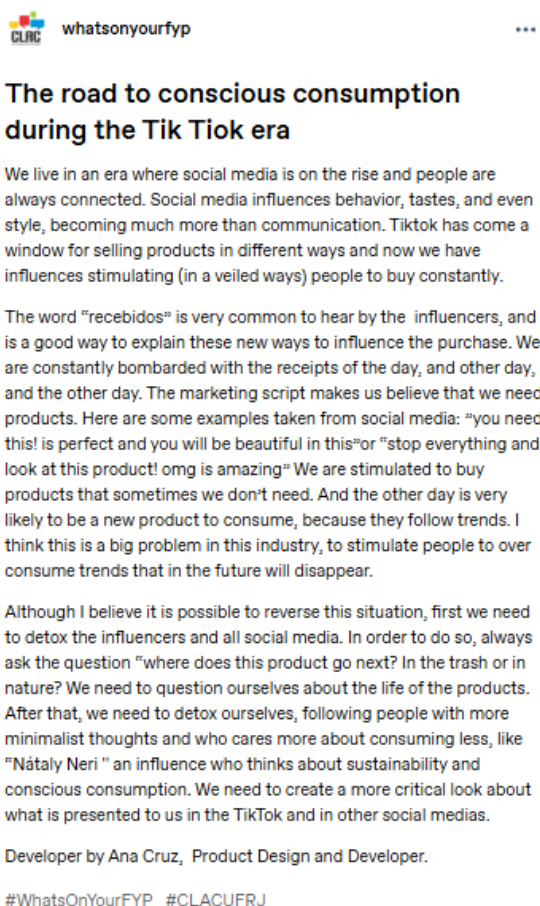 CLAC
whatsonyourfyp
The road to conscious consumption
during the Tik Tiok era
We live in an era where social media is on the rise and people are
always connected. Social media influences behavior, tastes, and even
style, becoming much more than communication. Tiktok has come a
window for selling products in different ways and now we have
influences stimulating (in a veiled ways) people to buy constantly.
The word “recebidos” is very common to hear by the  influencers, and
is a good way to explain these new ways to influence the purchase. We
are constantly bombarded with the receipts of the day, and other day,
and the other day. The marketing script makes us believe that we need
products. Here are some examples taken from social media: ”you need
this! is perfect and you will be beautiful in this”or “stop everything and
look at this product! omg is amazing” We are stimulated to buy
products that sometimes we don’t need. And the other day is very
likely to be a new product to consume, because they follow trends. I
think this is a big problem in this industry, to stimulate people to over
consume trends that in the future will disappear.
Although I believe it is possible to reverse this situation, first we need
to detox the influencers and all social media. In order to do so, always
ask the question “where does this product go next? In the trash or in
nature? We need to question ourselves about the life of the products.
After that, we need to detox ourselves, following people with more
minimalist thoughts and who cares more about consuming less, like
“Nátaly Neri " an influence who thinks about sustainability and
conscious consumption. We need to create a more critical look about
what is presented to us in the TikTok and in other social medias.
Developer by Ana Cruz,  Product Design and Developer.
#WhatsOnYourFYP #CLACUFRJ